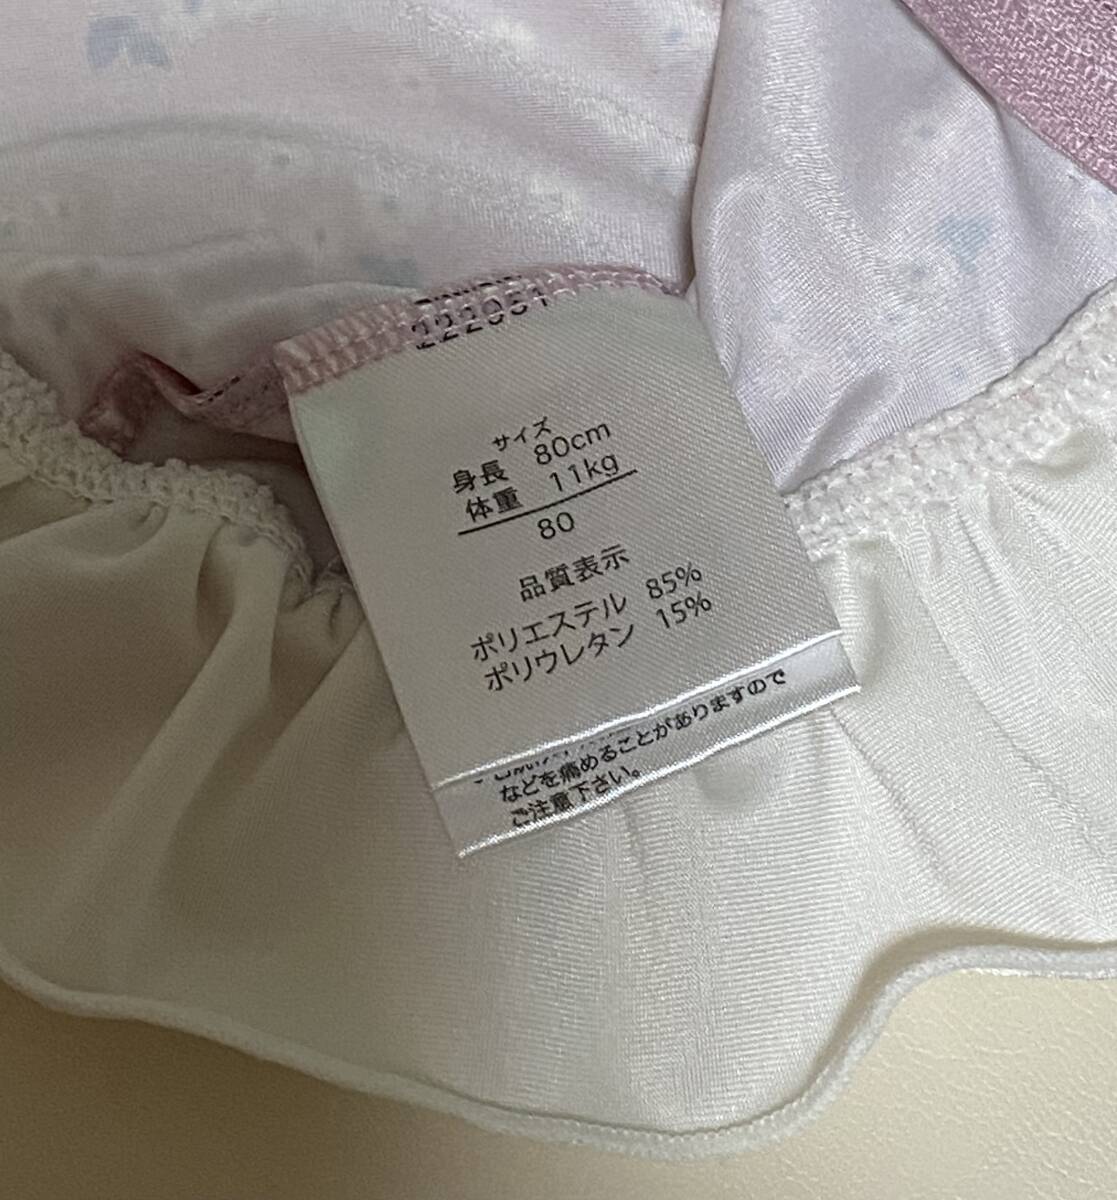 222051
サイズ
身長 80cm
体重 11kg
80
品質表示
ポリエステル 85%
ポリウレタン 15%
などを痛めることがありますので
ご注意下さい。